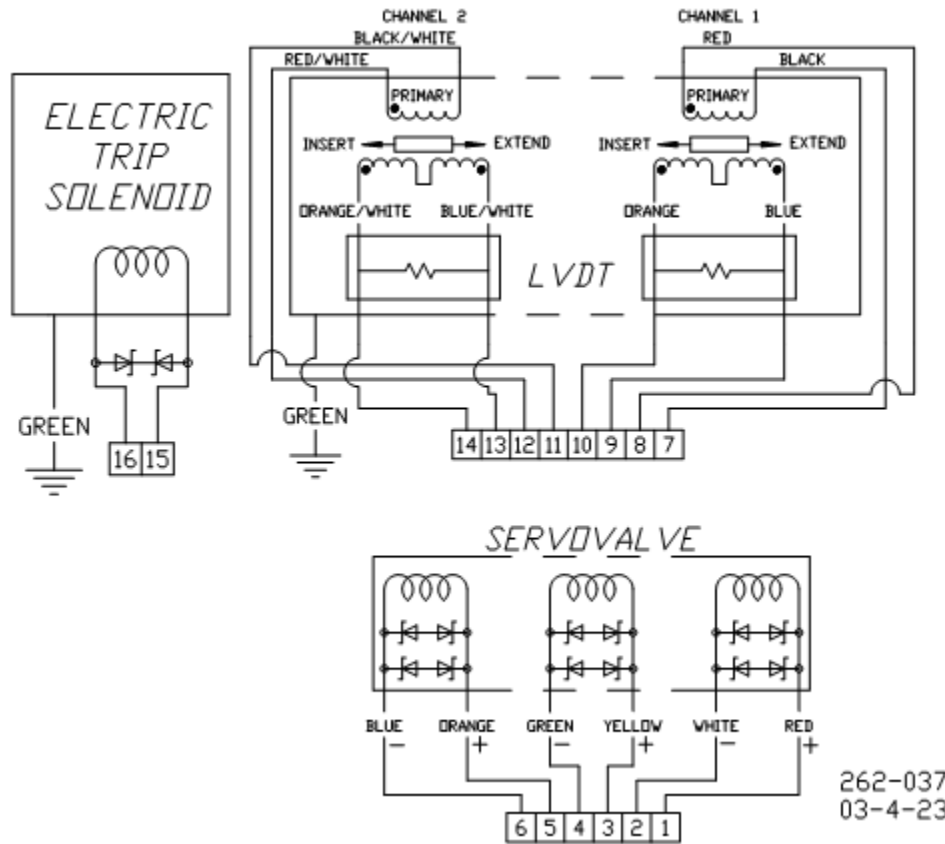 CHANNEL 2
BLACK/WHITE
RED/WHITE
CHANNEL 1
RED
BLACK
ELECTRIC
TRIP
SOLENOID
PRIMARY
PRIMARY
INSERT
EXTEND
INSERT
EXTEND
ORANGE/WHITE
BLUE/WHITE
ORANGE
BLUE
LVDT
GREEN
16 15
GREEN
14 13 12 11 10 9 8 7
SERVOVALVE
BLUE
-
ORANGE
+
GREEN
-
YELLOW
+
WHITE
-
RED
+
6 5 4 3 2 1
262-037
03-4-23